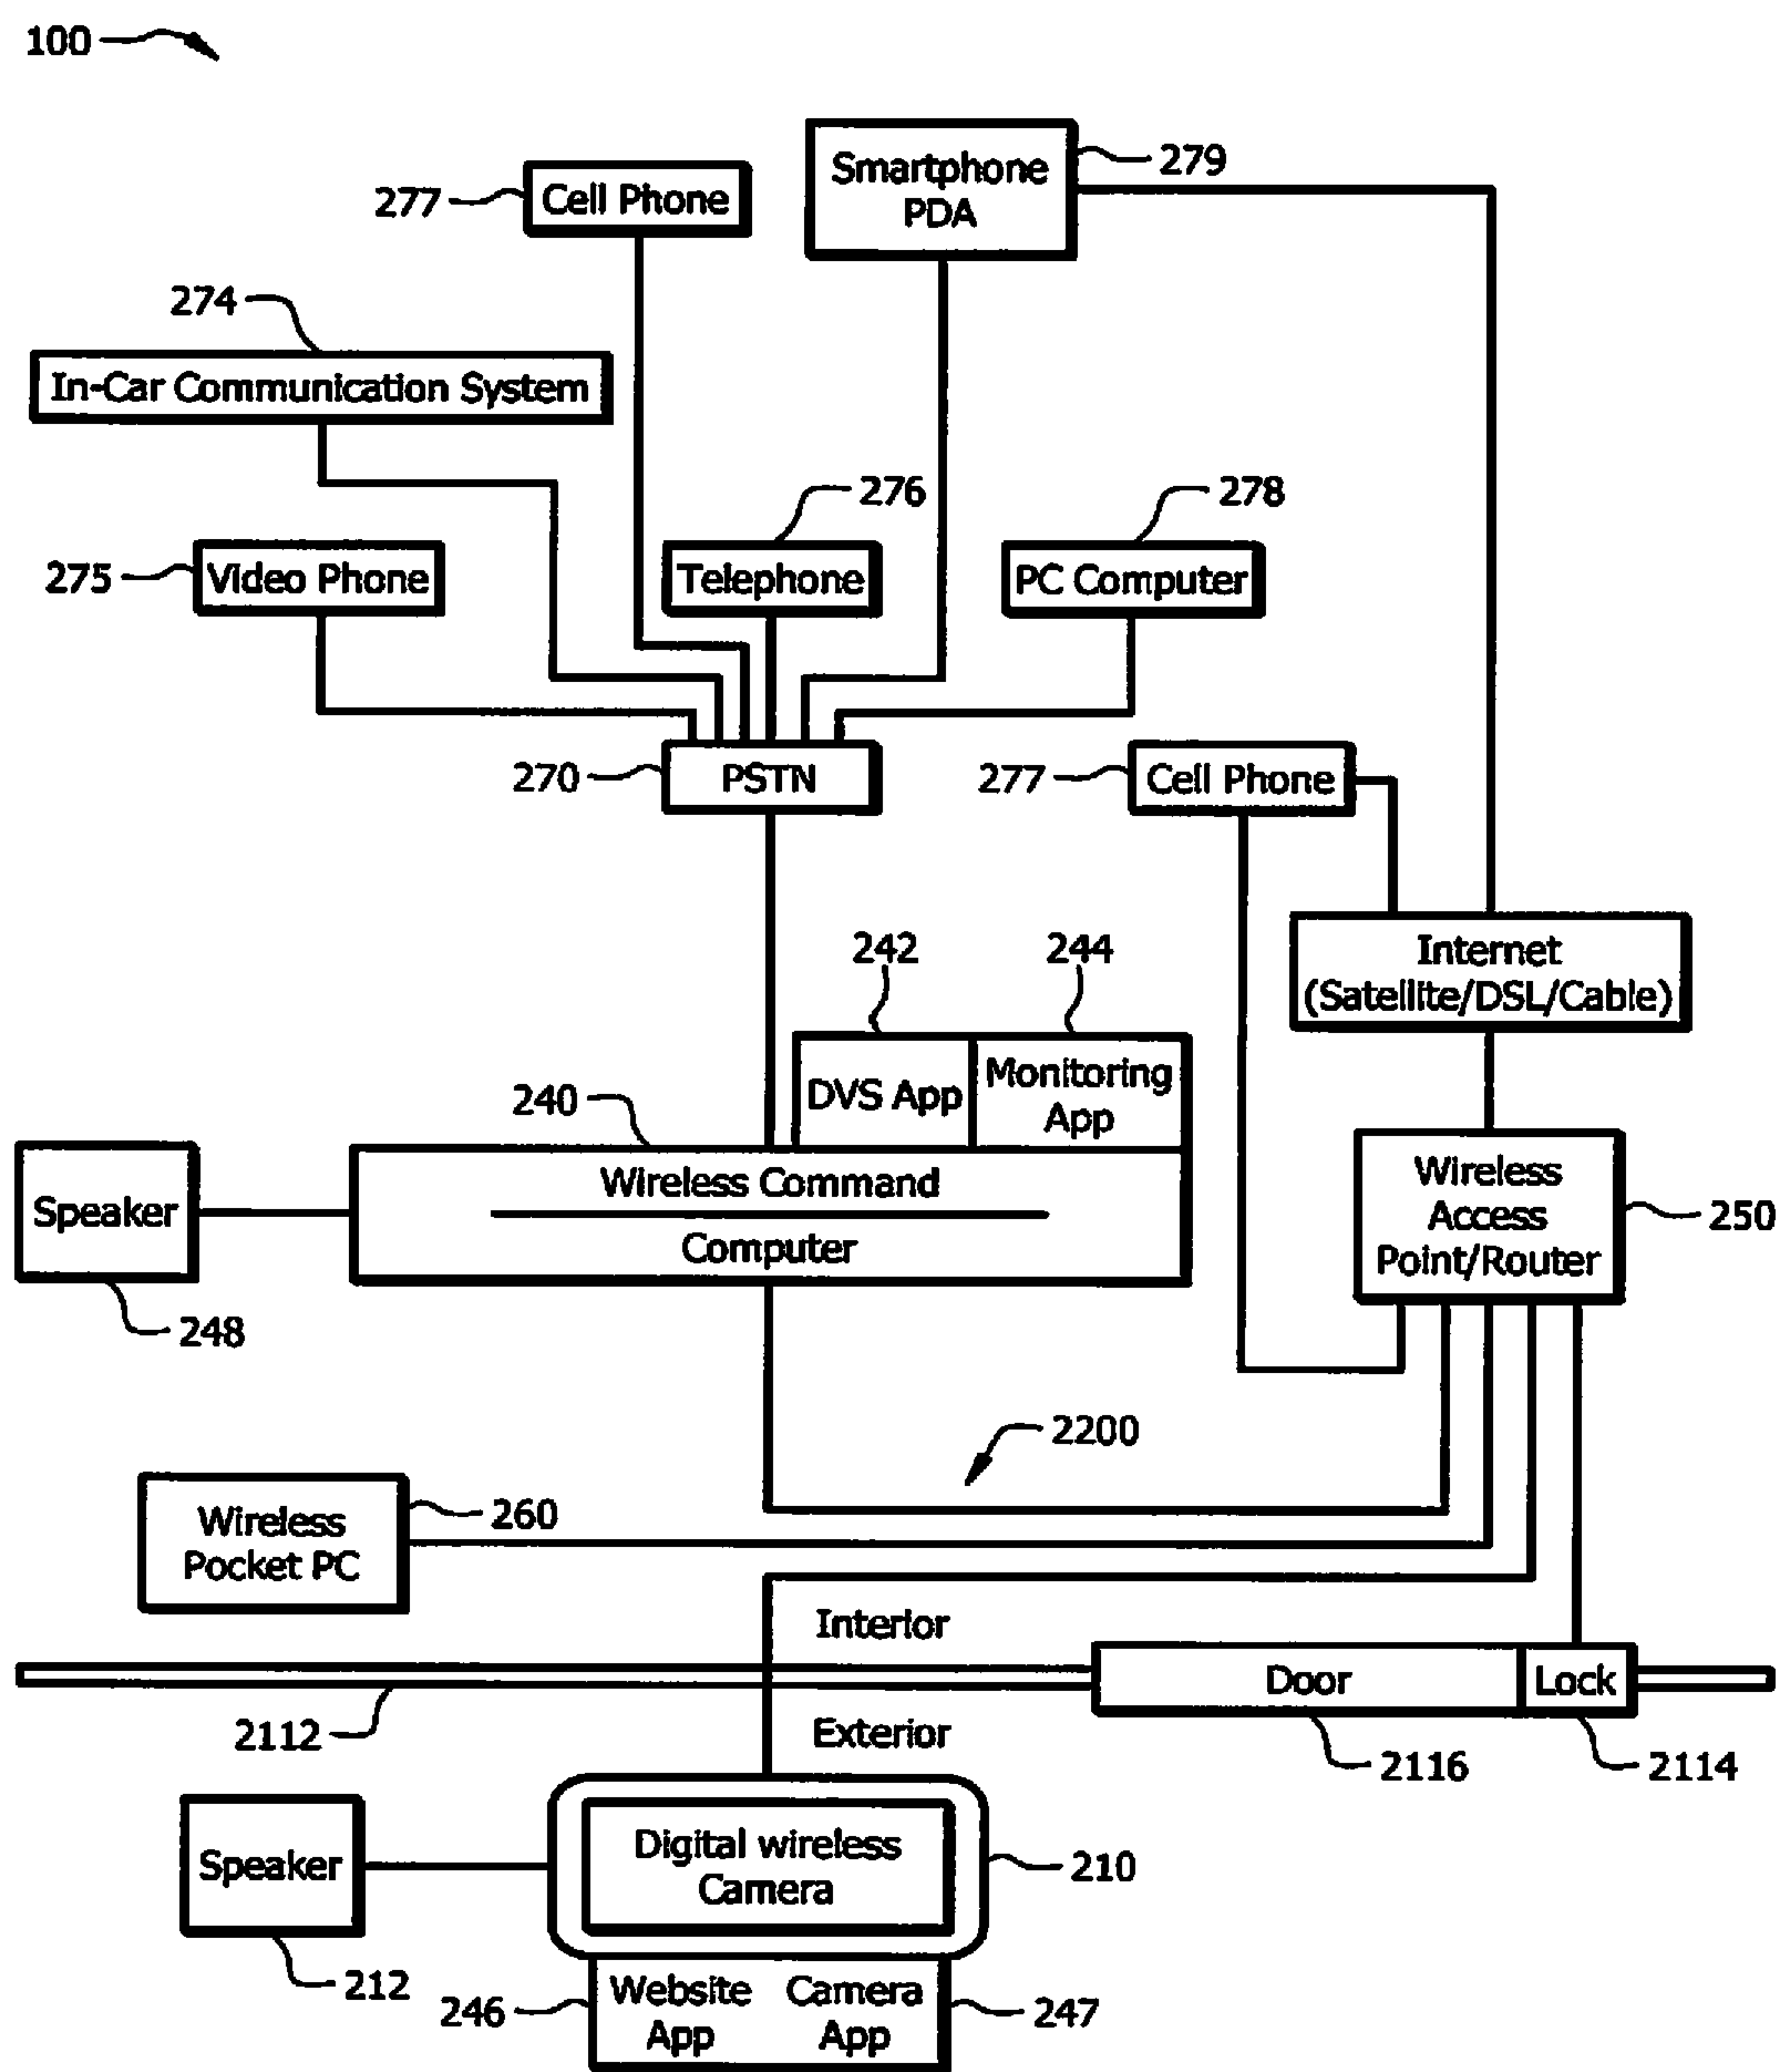 100
279
Smartphone
PDA
277
Cell Phone
274
In-Car Communication System
276
278
275
Video Phone
Telephone
PC Computer
270
PSTN
277
Cell Phone
242
244
Internet
(Satellite/DSL/Cable)
240
DVS App
Monitoring
App
Speaker
Wireless Command
Computer
Wireless
Access
Point/Router
250
248
2200
260
Wireless
Pocket PC
Interior
Door
Lock
2112
Exterior
2116
2114
Speaker
Digital wireless
Camera
210
212
246
Website
App
Camera
App
247